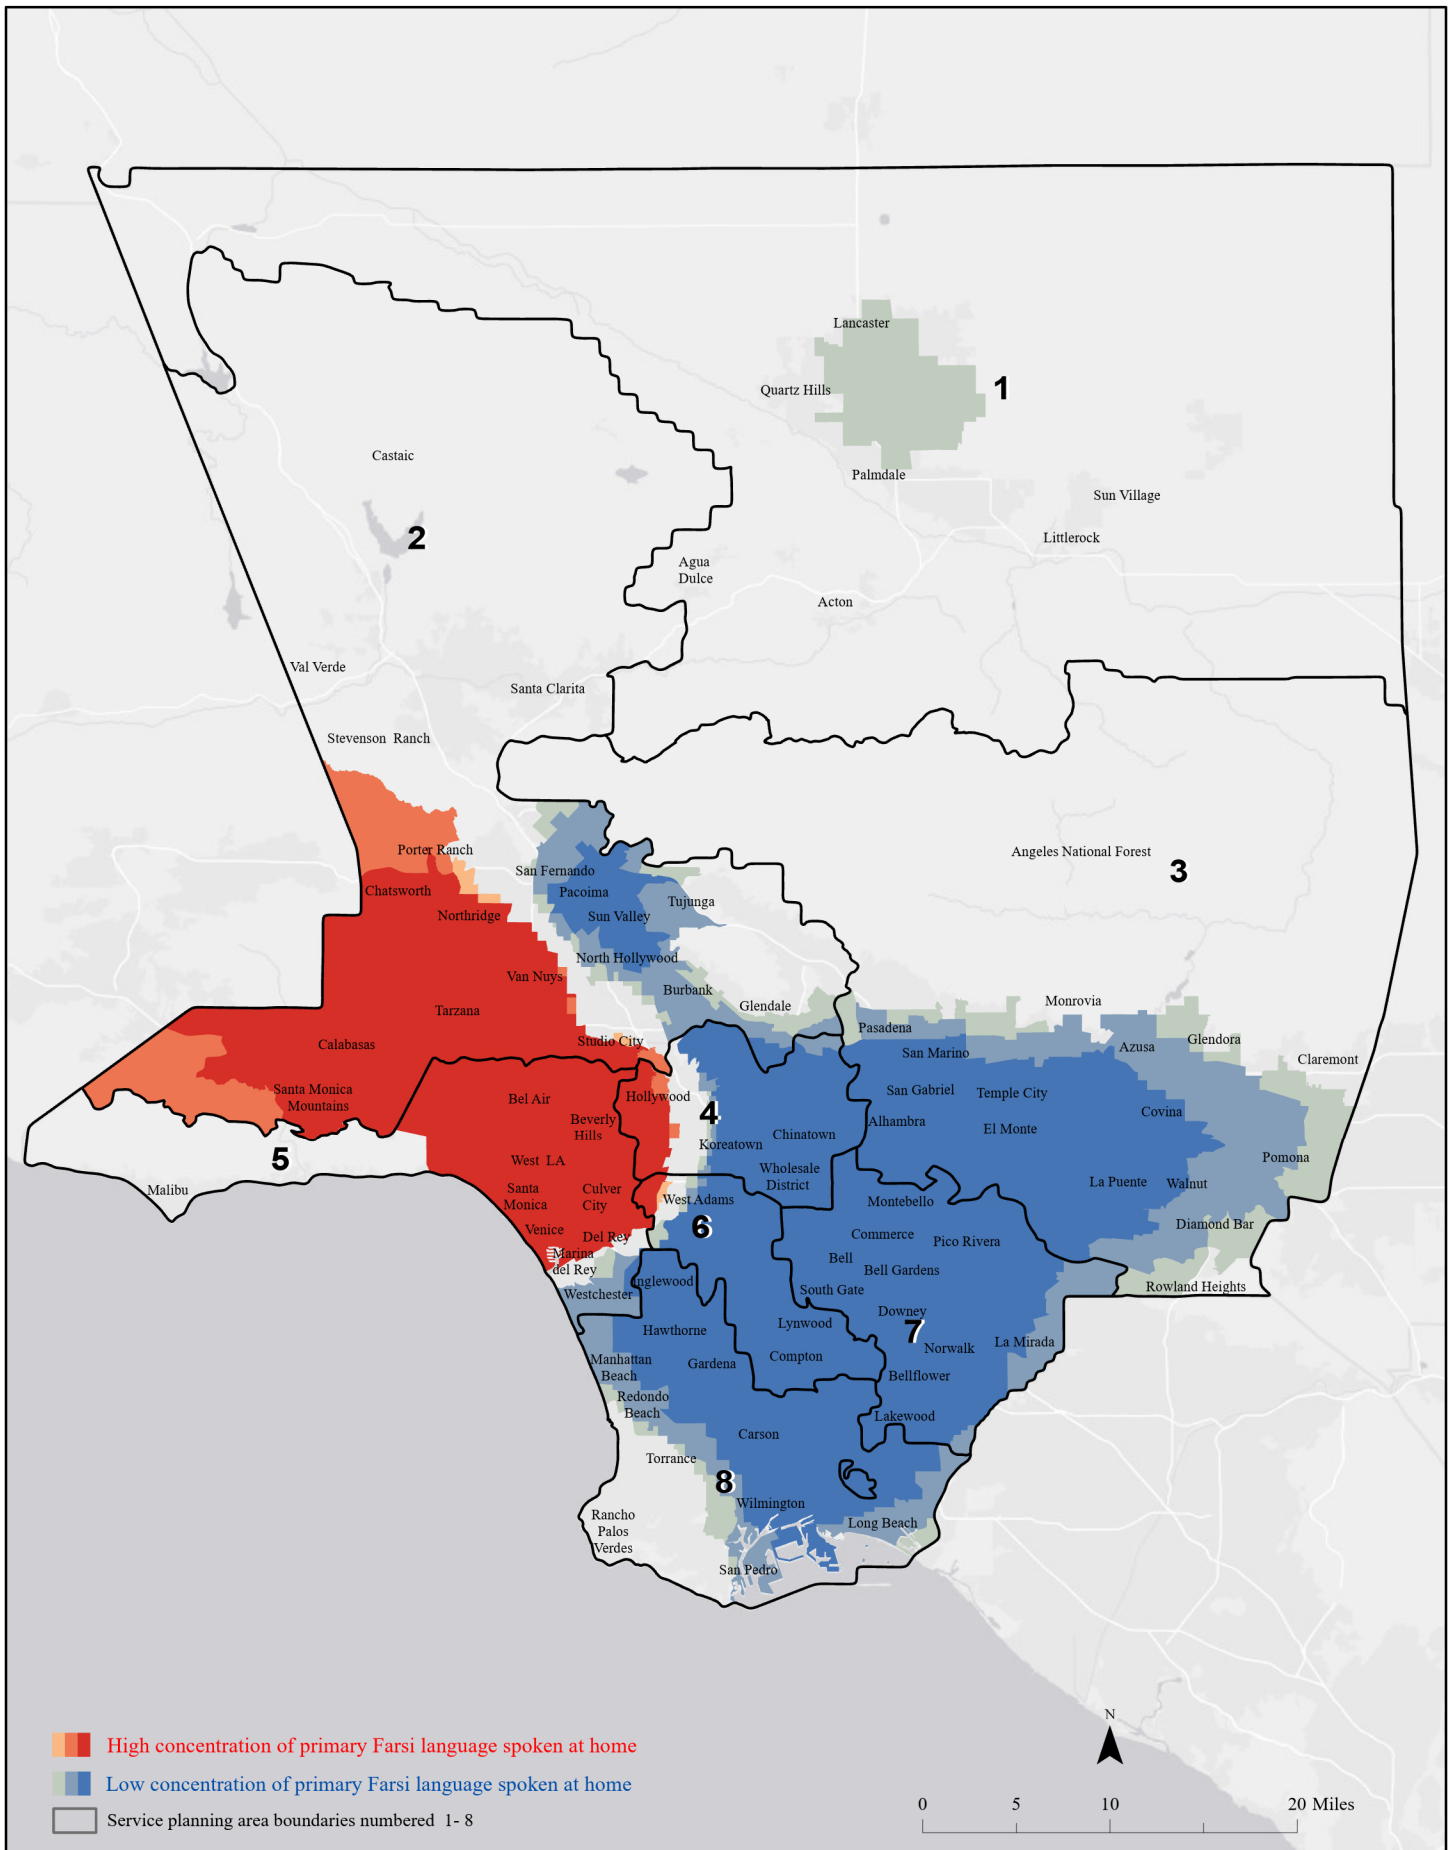 Lancaster
1
Quartz Hills
Castaic
Palmdale
Sun Village
2
Littlerock
Agua
Dulce
Acton
Val Verde
Santa Clarita
Stevenson Ranch
Porter Ranch
Angeles National Forest
3
San Fernando
Chatsworth
Pacoima
Tujunga
Northridge
Sun Valley
North Hollywood
Van Nuys
Burbank
Glendale
Monrovia
Tarzana
Pasadena
Studio City
Glendora
Calabasas
San Marino
Azusa
Claremont
Santa Monica
Mountains
San Gabriel
Temple City
Bel Air
Hollywood
4
Covina
Beverly
Hills
Alhambra
El Monte
Chinatown
Koreatown
5
West LA
Pomona
Wholesale
District
La Puente
Walnut
Malibu
Santa
Monica
Culver
City
West Adams
Montebello
6
Diamond Bar
Venice
Del Rey
Commerce
Pico Rivera
Marina
del Rey
Bell
Bell Gardens
Inglewood
South Gate
Rowland Heights
Westchester
Downey
Lynwood
7
Hawthorne
La Mirada
Norwalk
Compton
Manhattan
Beach
Gardena
Bellflower
Redondo
Beach
Lakewood
Carson
Torrance
8
Wilmington
Rancho
Palos
Verdes
Long Beach
San Pedro
N
High concentration of primary Farsi language spoken at home
Low concentration of primary Farsi language spoken at home
Service planning area boundaries numbered 1- 8
0 5 10 20 Miles